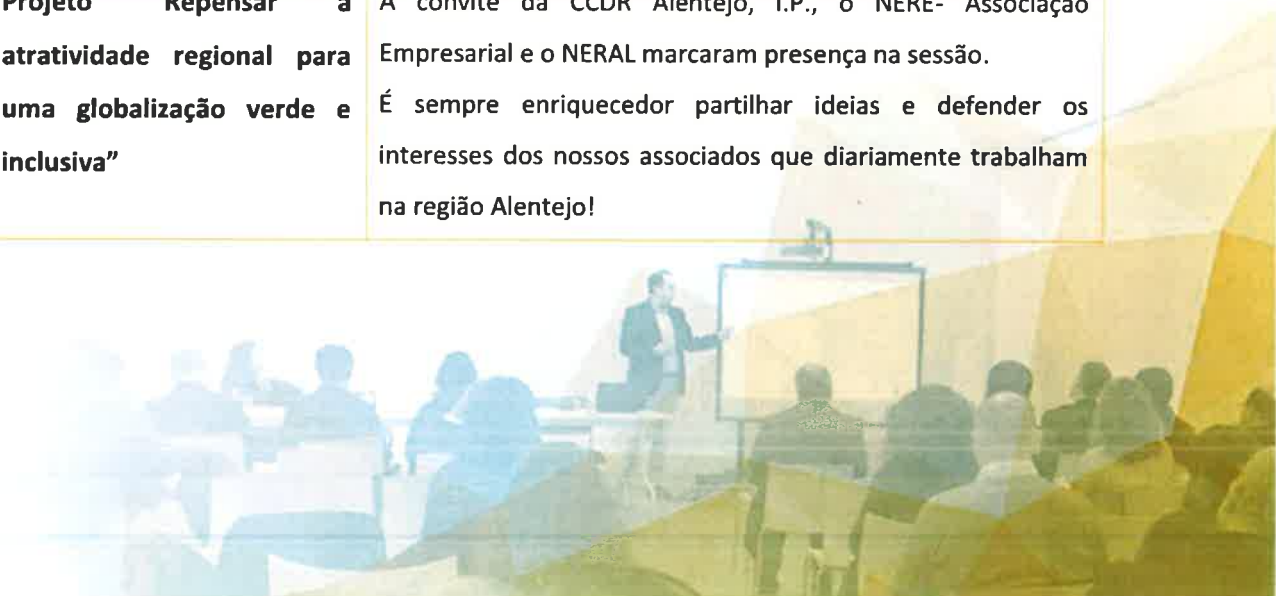 Projeto "Repensar a
atratividade regional para
uma globalização verde e
inclusiva”
A convite da CCDR Alentejo, I.P., o NERE- Associação
Empresarial e o NERAL marcaram presença na sessão.
É sempre enriquecedor partilhar ideias e defender os
interesses dos nossos associados que diariamente trabalham
na região Alentejo!